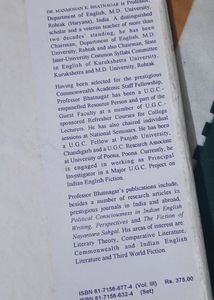 DR. MANMOHAN K. BHATNAGAR is Professor,
Department of English, M.D. University,
Rohtak (Haryana), India. A distinguished
scholar and a veteran teacher of more than
two decades' standing, he has been
Chairman, Department of English, M.D.
University, Rohtak and also Chairman, Joint
Inter-University Common Syllabi Committee
in English of Kurukshetra University,
Kurukshetra and M.D. University, Rohtak.
Having been selected for the prestigious
Commonwealth Academic Staff Fellowship,
Professor Bhatnagar has been a U.G.C.-
empanelled Resource Person and part of the
Guest Faculty at a number of U.G.C.-
sponsored Refresher Courses for College
Lecturers. He has also chaired individual
sessions at National Seminars. He has been
a U.G.C. Fellow at Panjab University,
Chandigarh and a U.G.C. Research Associate
at University of Poona, Poona. Currently, he
is engaged in working as Principal
Investigator in a Major U.G.C. Project on
Indian English Fiction.
Professor Bhatnagar's publications include,
besides a number of research articles in
prestigious journals in India and abroad,
Political Consciousness in Indian English
Writing, Perspectives and The Fiction of
Nayantara Sahgal. His areas of interest are
Literary Theory, Comparative Literature,
Commonwealth and Indian English
Literature and Third World Fiction.
ISBN 81-7156-677-4 (Vol. III) Rs. 375.00
ISBN 81-7156-632-4 (Set)